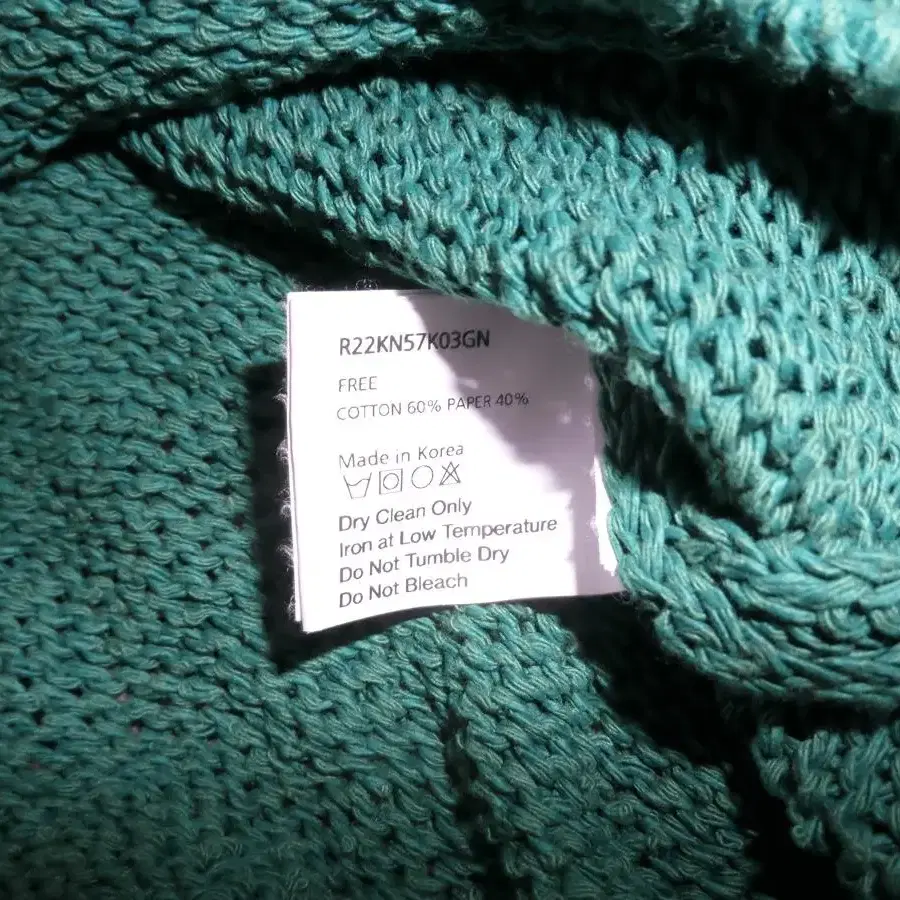 R22KN57K03GN
FREE
COTTON 60% PAPER 40%
Made in Korea
Dry Clean Only
Iron at Low Temperature
Do Not Tumble Dry
Do Not Bleach